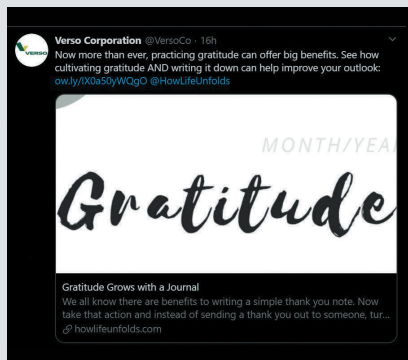 VERSO
Verso Corporation @VersoCo · 16h
Now more than ever, practicing gratitude can offer big benefits. See how
cultivating gratitude AND writing it down can help improve your outlook:
ow.ly/IX0a50yWQgO @HowLifeUnfolds
MONTH/YEA
Gratitude
Gratitude Grows with a Journal
We all know there are benefits to writing a simple thank you note. Now
take that action and instead of sending a thank you out to someone, tur...
howlifeunfolds.com